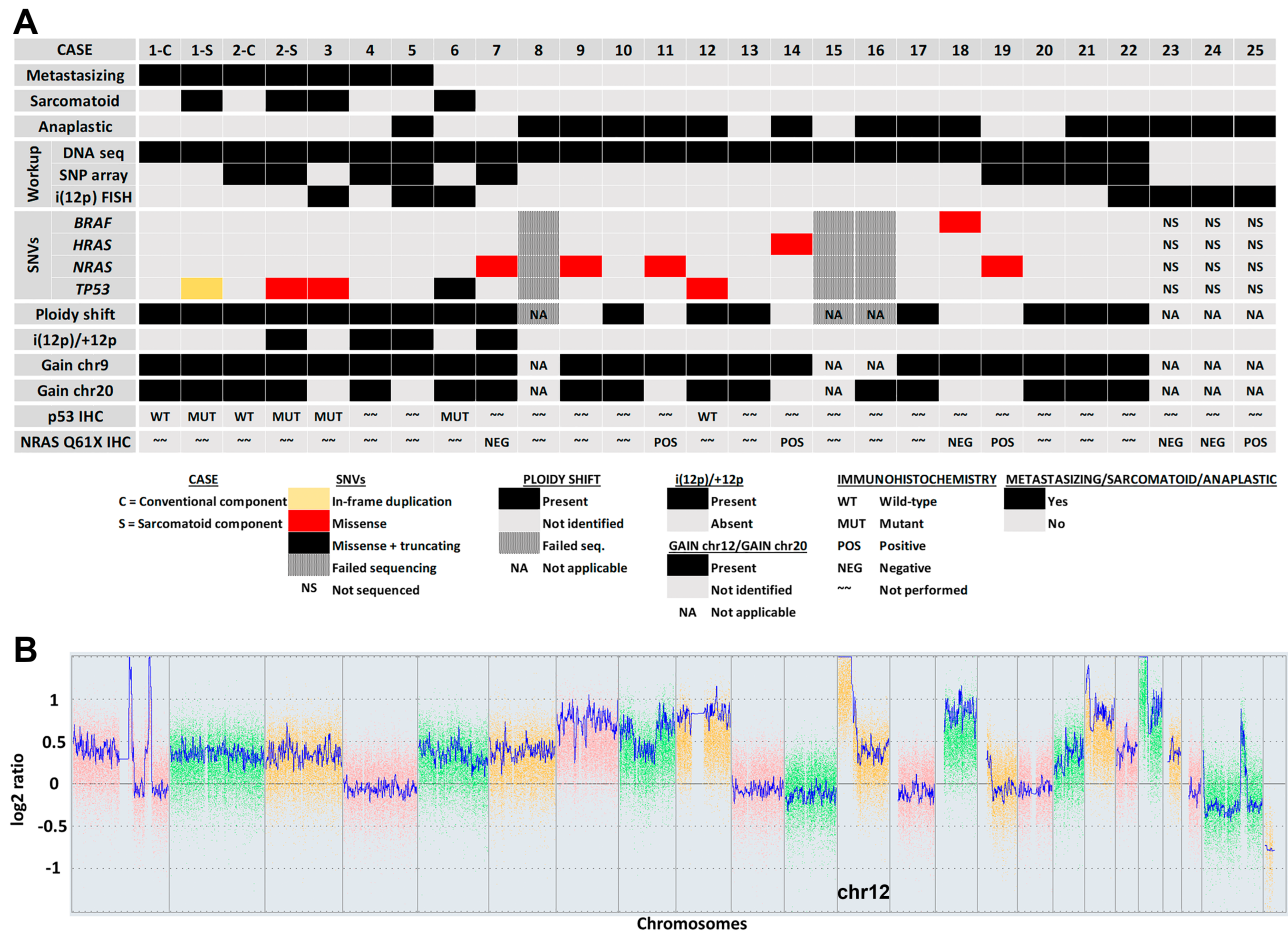 A
CASE 1-C 1-S 2-C 2-S 3 4 5 6 7 8 9 10 11 12 13 14 15 16 17 18 19 20 21 22 23 24 25
Metastasizing
Sarcomatoid
Anaplastic
Workup
DNA seq
SNP array
i(12p) FISH
SNVs
BRAF NS NS NS
HRAS NS NS NS
NRAS NS NS NS
TP53 NS NS NS
Ploidy shift NA NA NA NA NA NA
i(12p)/+12p
Gain chr9 NA NA NA NA NA NA
Gain chr20 NA NA NA NA NA
p53 IHC WT MUT WT MUT MUT ~~ ~~ MUT ~~ ~~ ~~ ~~ ~~ WT ~~ ~~ ~~ ~~ ~~ ~~ ~~ ~~ ~~ ~~ ~~ ~~ ~~
NRAS Q61X IHC ~~ ~~ ~~ ~~ ~~ ~~ ~~ ~~ NEG ~~ ~~ ~~ POS ~~ ~~ POS ~~ ~~ ~~ NEG POS ~~ ~~ ~~ NEG NEG POS
CASE
C = Conventional component
S = Sarcomatoid component
SNVs
In-frame duplication
Missense
Missense + truncating
Failed sequencing
NS Not sequenced
PLOIDY SHIFT
Present
Not identified
Failed seq.
NA Not applicable
i(12p)/+12p
Present
Absent
GAIN chr12/GAIN chr20
Present
Not identified
NA Not applicable
IMMUNOHISTOCHEMISTRY
WT Wild-type
MUT Mutant
POS Positive
NEG Negative
~~ Not performed
METASTASIZING/SARCOMATOID/ANAPLASTIC
Yes
No
B
log2 ratio
1
0.5
0
-0.5
-1
chr12
Chromosomes